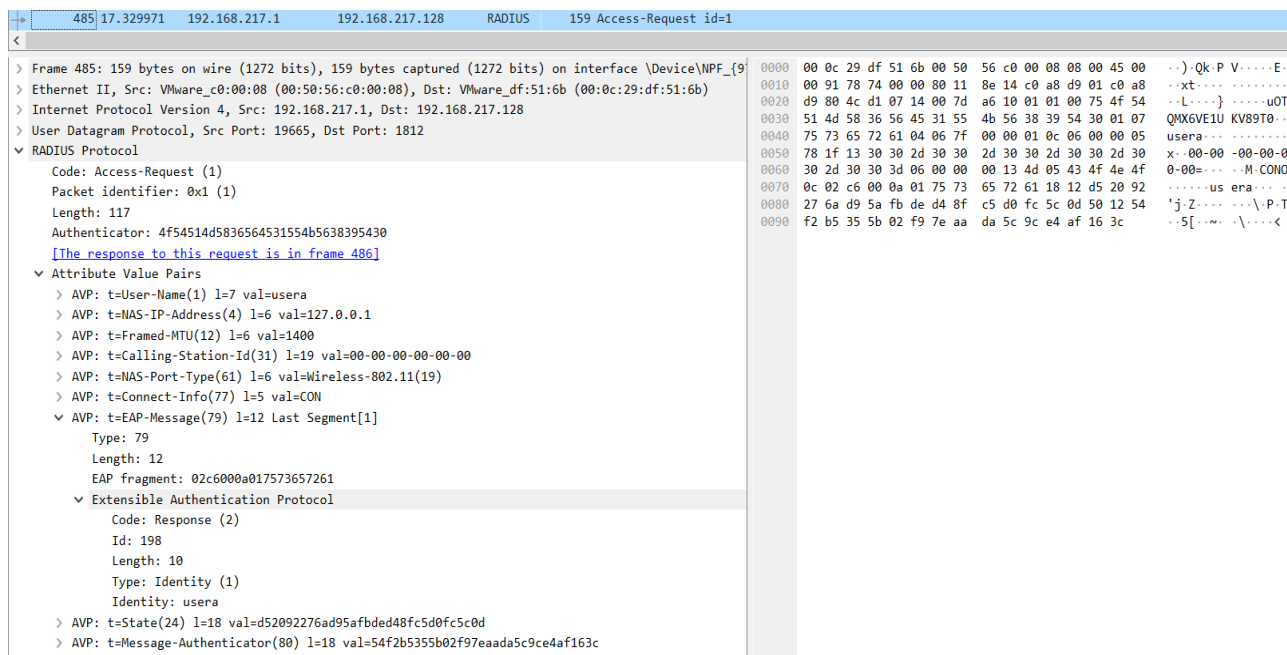 485 17.329971 192.168.217.1 192.168.217.128 RADIUS 159 Access-Request id=1
Frame 485: 159 bytes on wire (1272 bits), 159 bytes captured (1272 bits) on interface \Device\NPF_{9
Ethernet II, Src: VMware_c0:00:08 (00:50:56:c0:00:08), Dst: VMware_df:51:6b (00:0c:29:df:51:6b)
Internet Protocol Version 4, Src: 192.168.217.1, Dst: 192.168.217.128
User Datagram Protocol, Src Port: 19665, Dst Port: 1812
RADIUS Protocol
Code: Access-Request (1)
Packet identifier: 0x1 (1)
Length: 117
Authenticator: 4f54514d5836564531554b5638395430
[The response to this request is in frame 486]
Attribute Value Pairs
AVP: t=User-Name(1) l=7 val=usera
AVP: t=NAS-IP-Address(4) l=6 val=127.0.0.1
AVP: t=Framed-MTU(12) l=6 val=1400
AVP: t=Calling-Station-Id(31) l=19 val=00-00-00-00-00-00
AVP: t=NAS-Port-Type(61) l=6 val=Wireless-802.11(19)
AVP: t=Connect-Info(77) l=5 val=CON
AVP: t=EAP-Message(79) l=12 Last Segment[1]
Type: 79
Length: 12
EAP fragment: 02c6000a017573657261
Extensible Authentication Protocol
Code: Response (2)
Id: 198
Length: 10
Type: Identity (1)
Identity: usera
AVP: t=State(24) l=18 val=d52092276ad95afbded48fc5d0fc5c0d
AVP: t=Message-Authenticator(80) l=18 val=54f2b5355b02f97eaada5c9ce4af163c
0000 00 0c 29 df 51 6b 00 50 56 c0 00 08 08 00 45 00 ··)·Qk·P V·····E·
0010 00 91 78 74 00 00 80 11 8e 14 c0 a8 d9 01 c0 a8 ··xt···· ········
0020 d9 80 4c d1 07 14 00 7d a6 10 01 01 00 75 4f 54 ··L····} ·····uOT
0030 51 4d 58 36 56 45 31 55 4b 56 38 39 54 30 01 07 QMX6VE1U KV89T0··
0040 75 73 65 72 61 04 06 7f 00 00 01 0c 06 00 00 05 usera··· ········
0050 78 1f 13 30 30 2d 30 30 2d 30 30 2d 30 30 2d 30 x··00-00 -00-00-0
0060 30 2d 30 30 3d 06 00 00 00 13 4d 05 43 4f 4e 4f 0-00=··· ··M·CONO
0070 0c 02 c6 00 0a 01 75 73 65 72 61 18 12 d5 20 92 ······us era··· ·
0080 27 6a d9 5a fb de d4 8f c5 d0 fc 5c 0d 50 12 54 'j·Z···· ···\·P·T
0090 f2 b5 35 5b 02 f9 7e aa da 5c 9c e4 af 16 3c ··5[··~· ·\····<